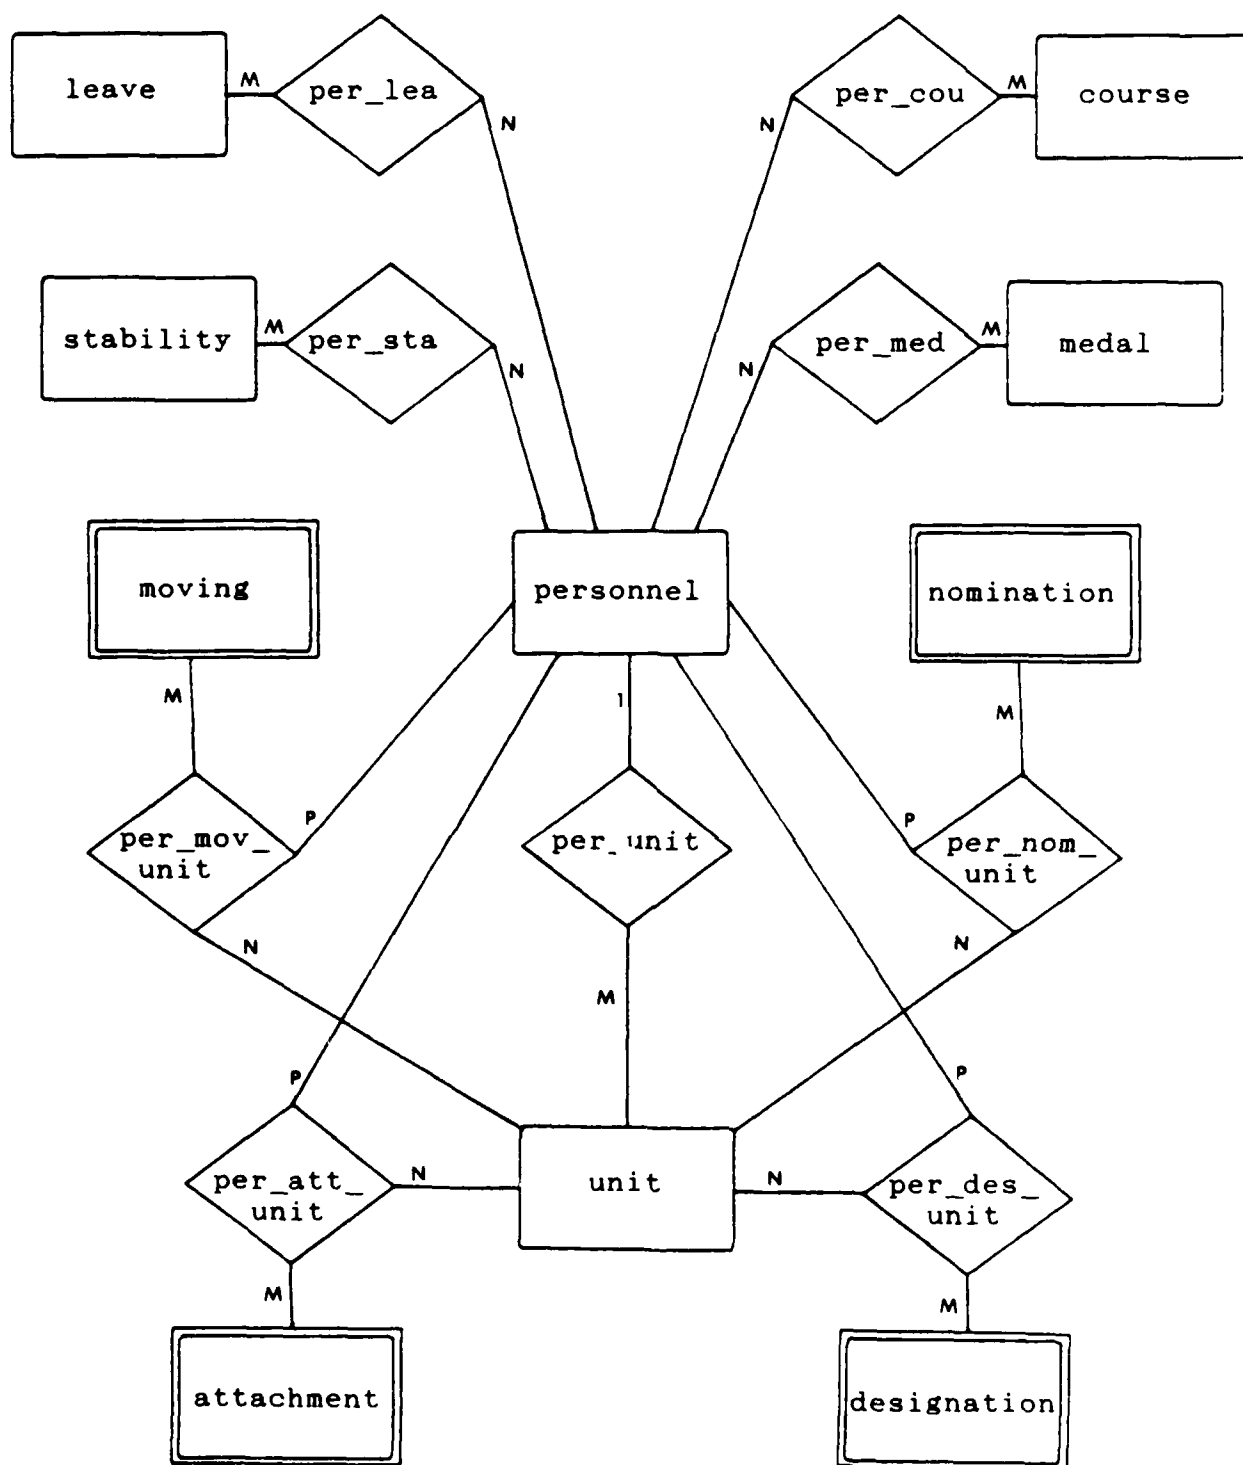 leave
M
per_lea
N
per_cou
N
M
course
stability
M
per_sta
N
per_med
N
M
medal
moving
personnel
nomination
M
1
M
per_mov_
unit
P
per_unit
P
per_nom_
unit
N
M
N
P
P
per_att_
unit
N
unit
N
per_des_
unit
M
M
attachment
designation